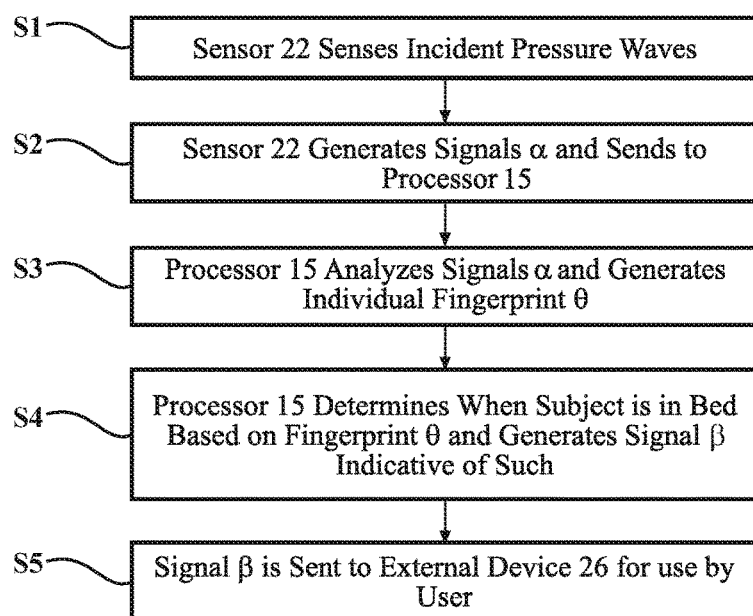 S1
Sensor 22 Senses Incident Pressure Waves
S2
Sensor 22 Generates Signals α and Sends to
Processor 15
S3
Processor 15 Analyzes Signals α and Generates
Individual Fingerprint θ
S4
Processor 15 Determines When Subject is in Bed
Based on Fingerprint θ and Generates Signal β
Indicative of Such
S5
Signal β is Sent to External Device 26 for use by
User